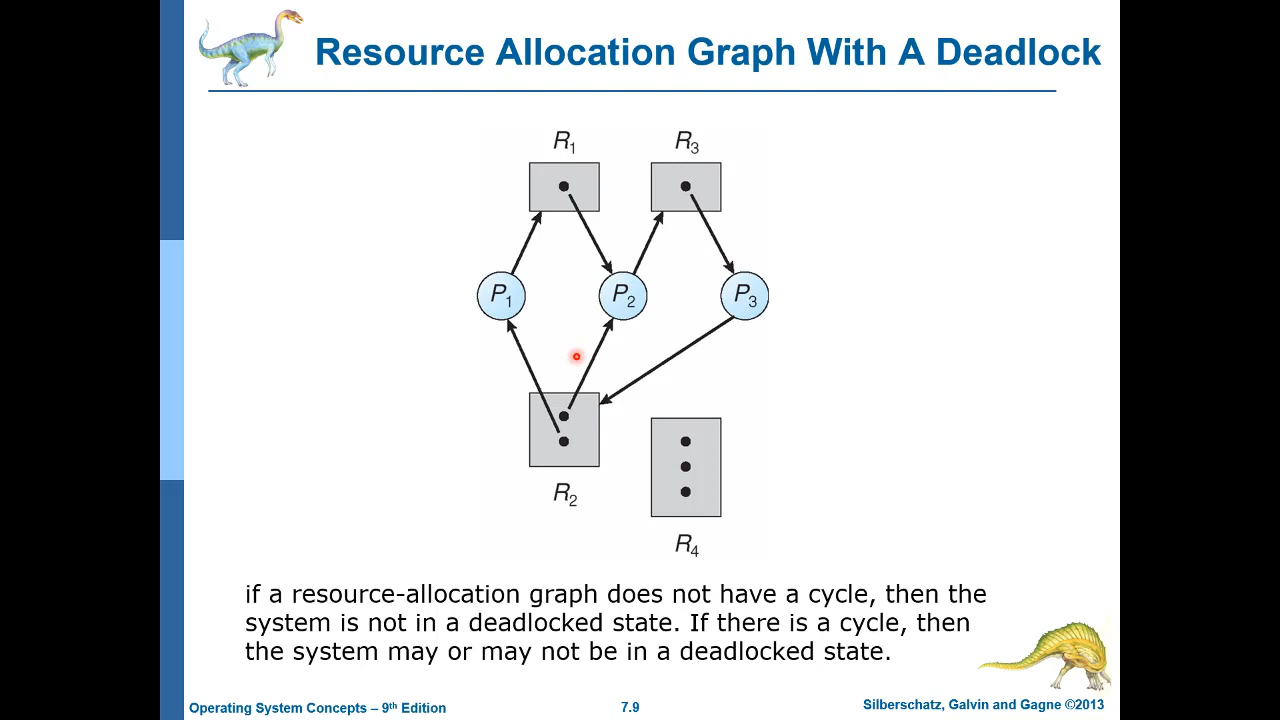 Resource Allocation Graph With A Deadlock
R1
R3
P1
P2
P3
R2
R4
if a resource-allocation graph does not have a cycle, then the
system is not in a deadlocked state. If there is a cycle, then
the system may or may not be in a deadlocked state.
Operating System Concepts – 9th Edition
7.9
Silberschatz, Galvin and Gagne ©2013